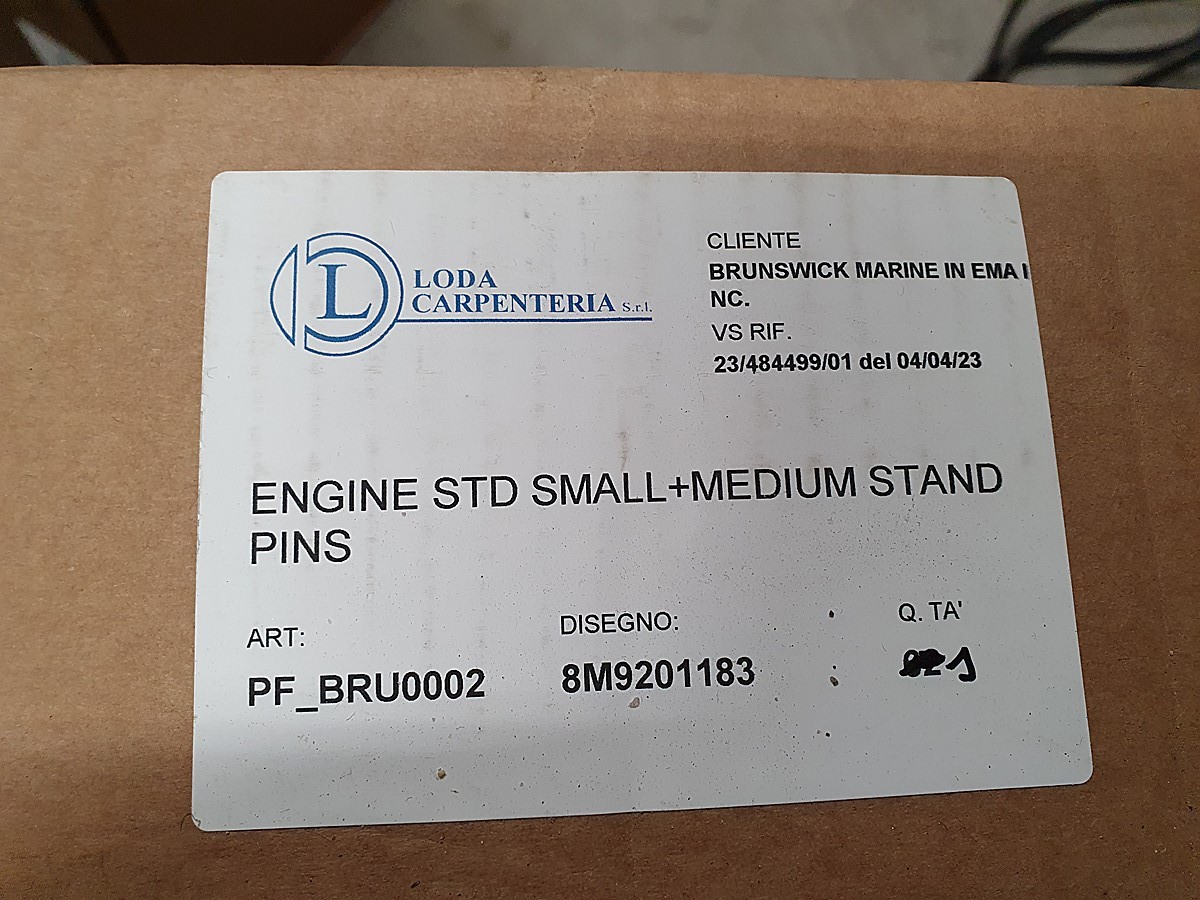 L
LODA
CARPENTERIA S.r.l.
CLIENTE
BRUNSWICK MARINE IN EMA I
NC.
VS RIF.
23/484499/01 del 04/04/23
ENGINE STD SMALL+MEDIUM STAND
PINS
ART:
DISEGNO:
Q. TA'
PF_BRU0002
8M9201183
1